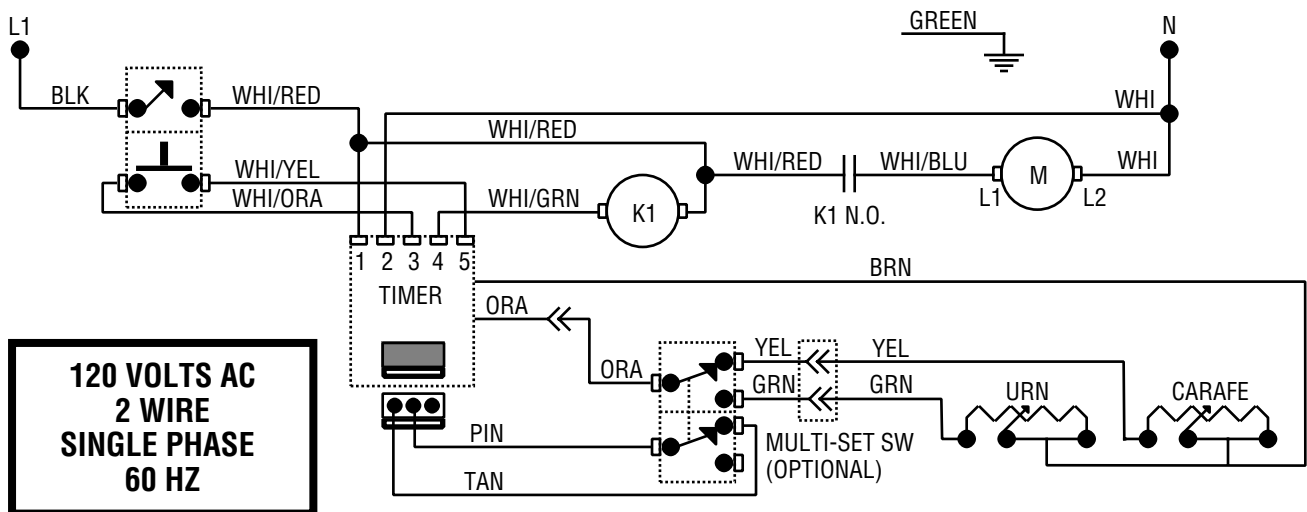 L1
GREEN
N
BLK
WHI/RED
WHI
WHI/RED
WHI/YEL
WHI/RED
WHI/BLU
WHI
WHI/ORA
WHI/GRN
K1
M
L1
L2
K1 N.O.
1 2 3 4 5
TIMER
BRN
ORA
ORA
YEL
YEL
GRN
GRN
URN
CARAFE
PIN
MULTI-SET SW
(OPTIONAL)
TAN
120 VOLTS AC
2 WIRE
SINGLE PHASE
60 HZ